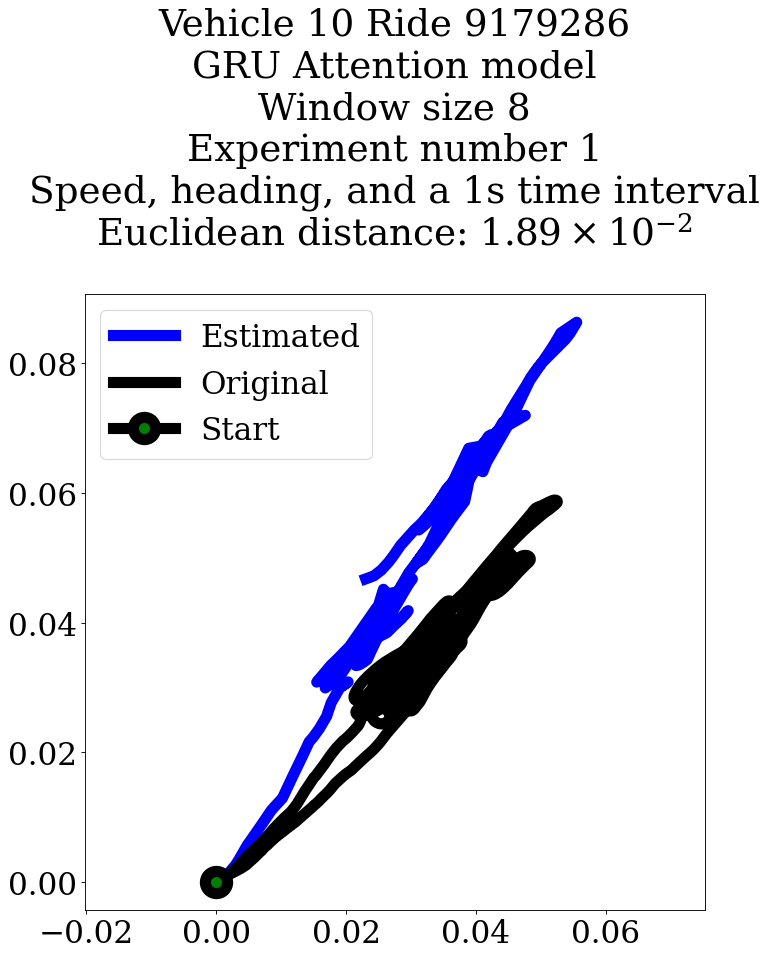 Vehicle 10 Ride 9179286
GRU Attention model
Window size 8
Experiment number 1
Speed, heading, and a 1s time interval
Euclidean distance: 1.89 × 10⁻²
Estimated
Original
Start
0.08
0.06
0.04
0.02
0.00
−0.02 0.00 0.02 0.04 0.06